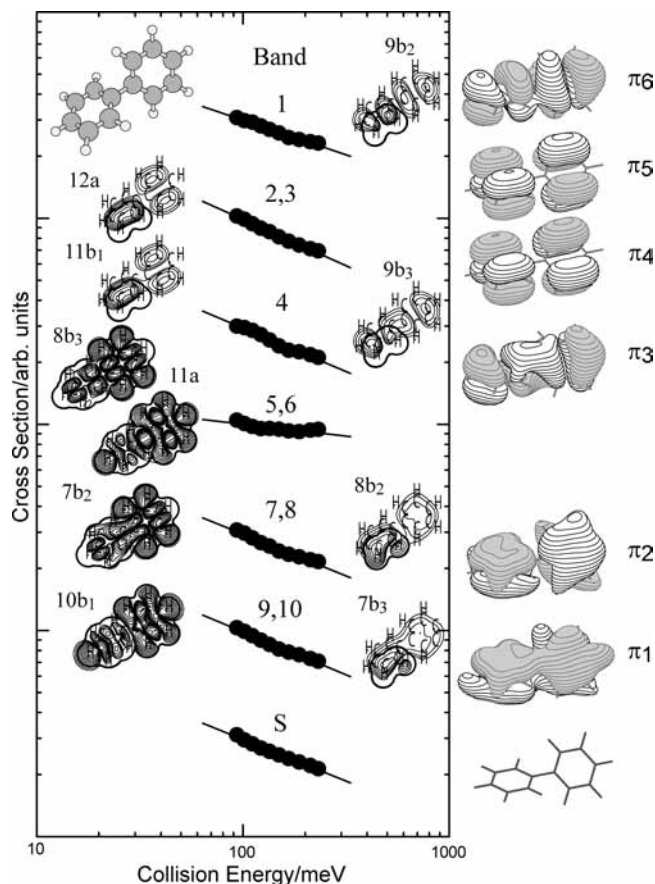 Band
9b2
1
π6
12a
2,3
π5
11b1
π4
9b3
4
8b3
π3
11a
5,6
7b2
7,8
8b2
π2
10b1
9,10
7b3
π1
S
Cross Section/arb. units
10
100
1000
Collision Energy/meV